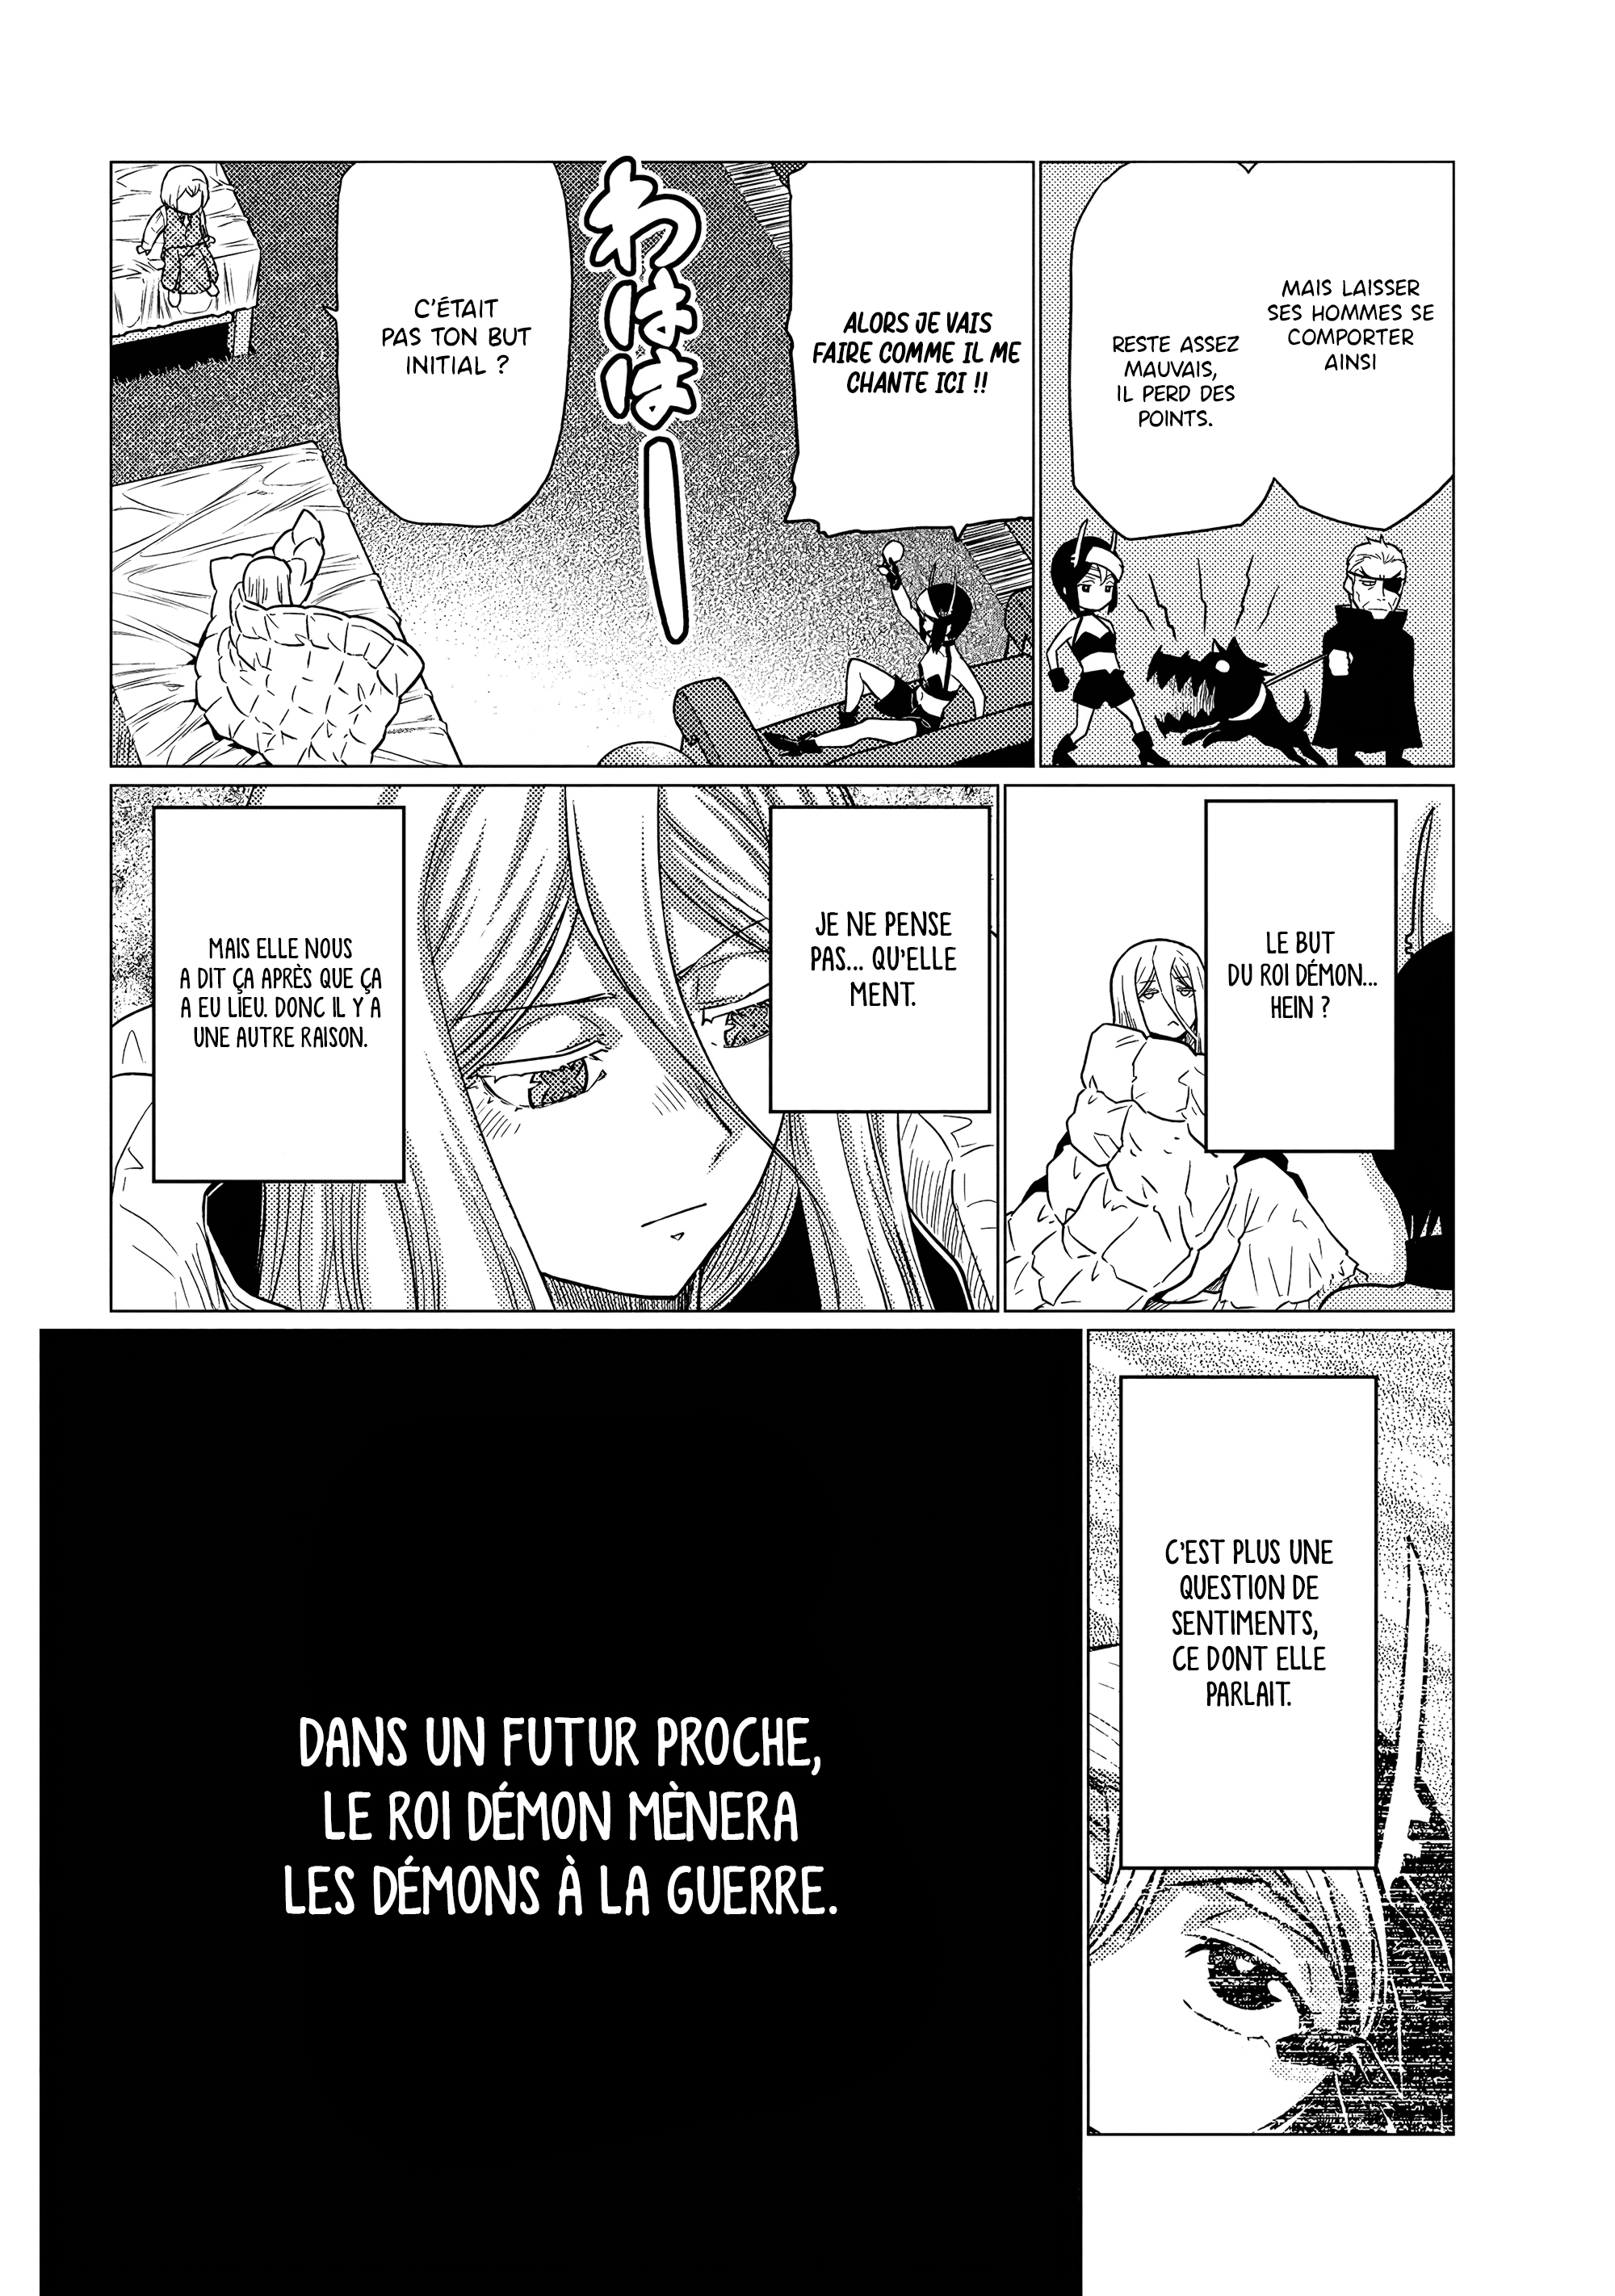 MAIS LAISSER
SES HOMMES SE
COMPORTER
AINSI
RESTE ASSEZ
MAUVAIS,
IL PERD DES
POINTS.
ALORS JE VAIS
FAIRE COMME IL ME
CHANTE ICI !!
わははー
C'ÉTAIT
PAS TON BUT
INITIAL ?
LE BUT
DU ROI DÉMON...
HEIN ?
JE NE PENSE
PAS... QU'ELLE
MENT.
MAIS ELLE NOUS
A DIT ÇA APRÈS QUE ÇA
A EU LIEU. DONC IL Y A
UNE AUTRE RAISON.
C'EST PLUS UNE
QUESTION DE
SENTIMENTS,
CE DONT ELLE
PARLAIT.
DANS UN FUTUR PROCHE,
LE ROI DÉMON MÈNERA
LES DÉMONS À LA GUERRE.